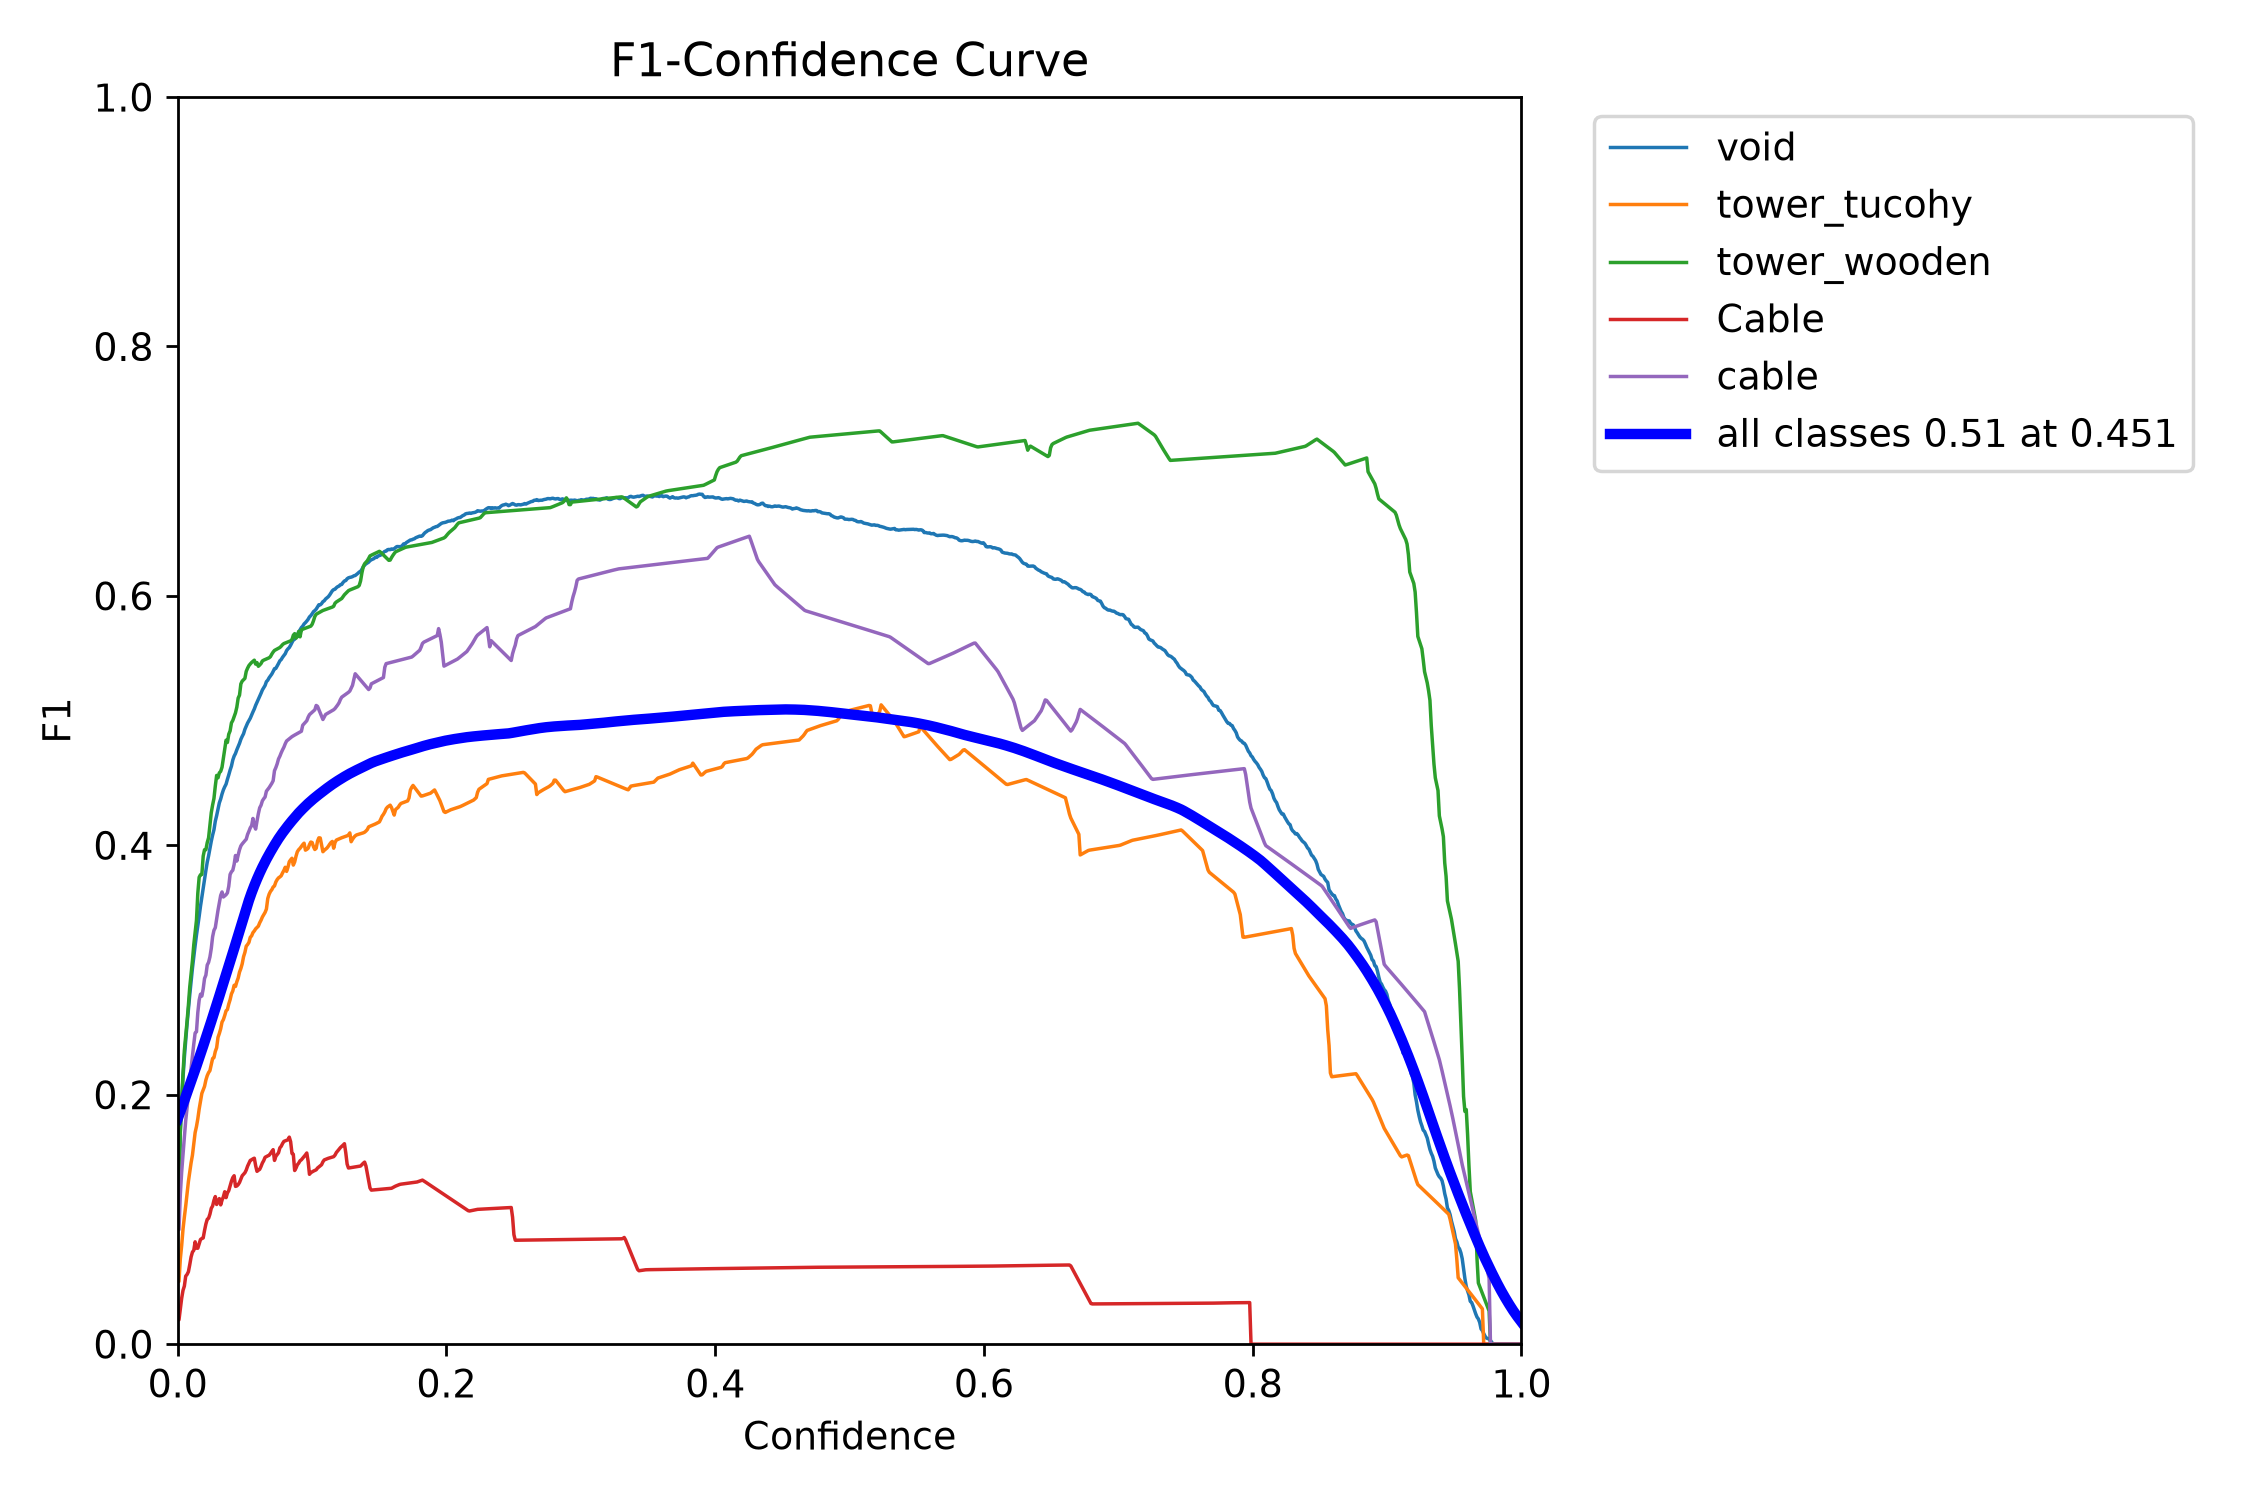 F1-Confidence Curve
1.0
0.8
0.6
0.4
0.2
0.0
F1
0.0 0.2 0.4 0.6 0.8 1.0
Confidence
void
tower_tucohy
tower_wooden
Cable
cable
all classes 0.51 at 0.451